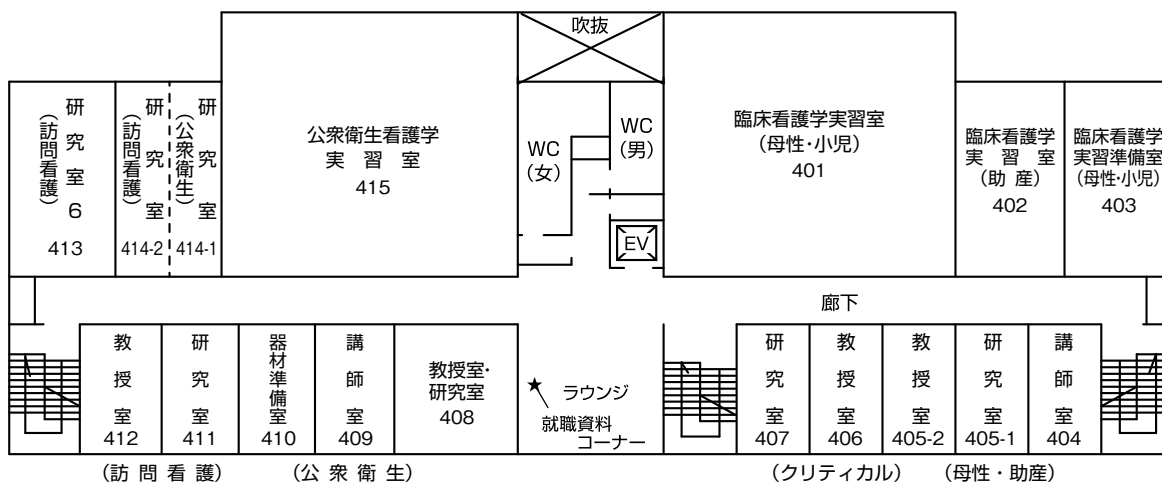 吹抜
研究室6
(訪問看護)
413
研究室
(訪問看護)
414-2
研究室
(公衆衛生)
414-1
公衆衛生看護学
実習室
415
WC
(女)
WC
(男)
EV
臨床看護学実習室
(母性・小児)
401
臨床看護学
実習室
(助産)
402
臨床看護学
実習準備室
(母性・小児)
403
廊下
教授室
412
研究室
411
器材準備室
410
講師室
409
教授室・
研究室
408
★
ラウンジ
就職資料
コーナー
研究室
407
教授室
406
教授室
405-2
研究室
405-1
講師室
404
(訪問看護)
(公衆衛生)
(クリティカル)
(母性・助産)